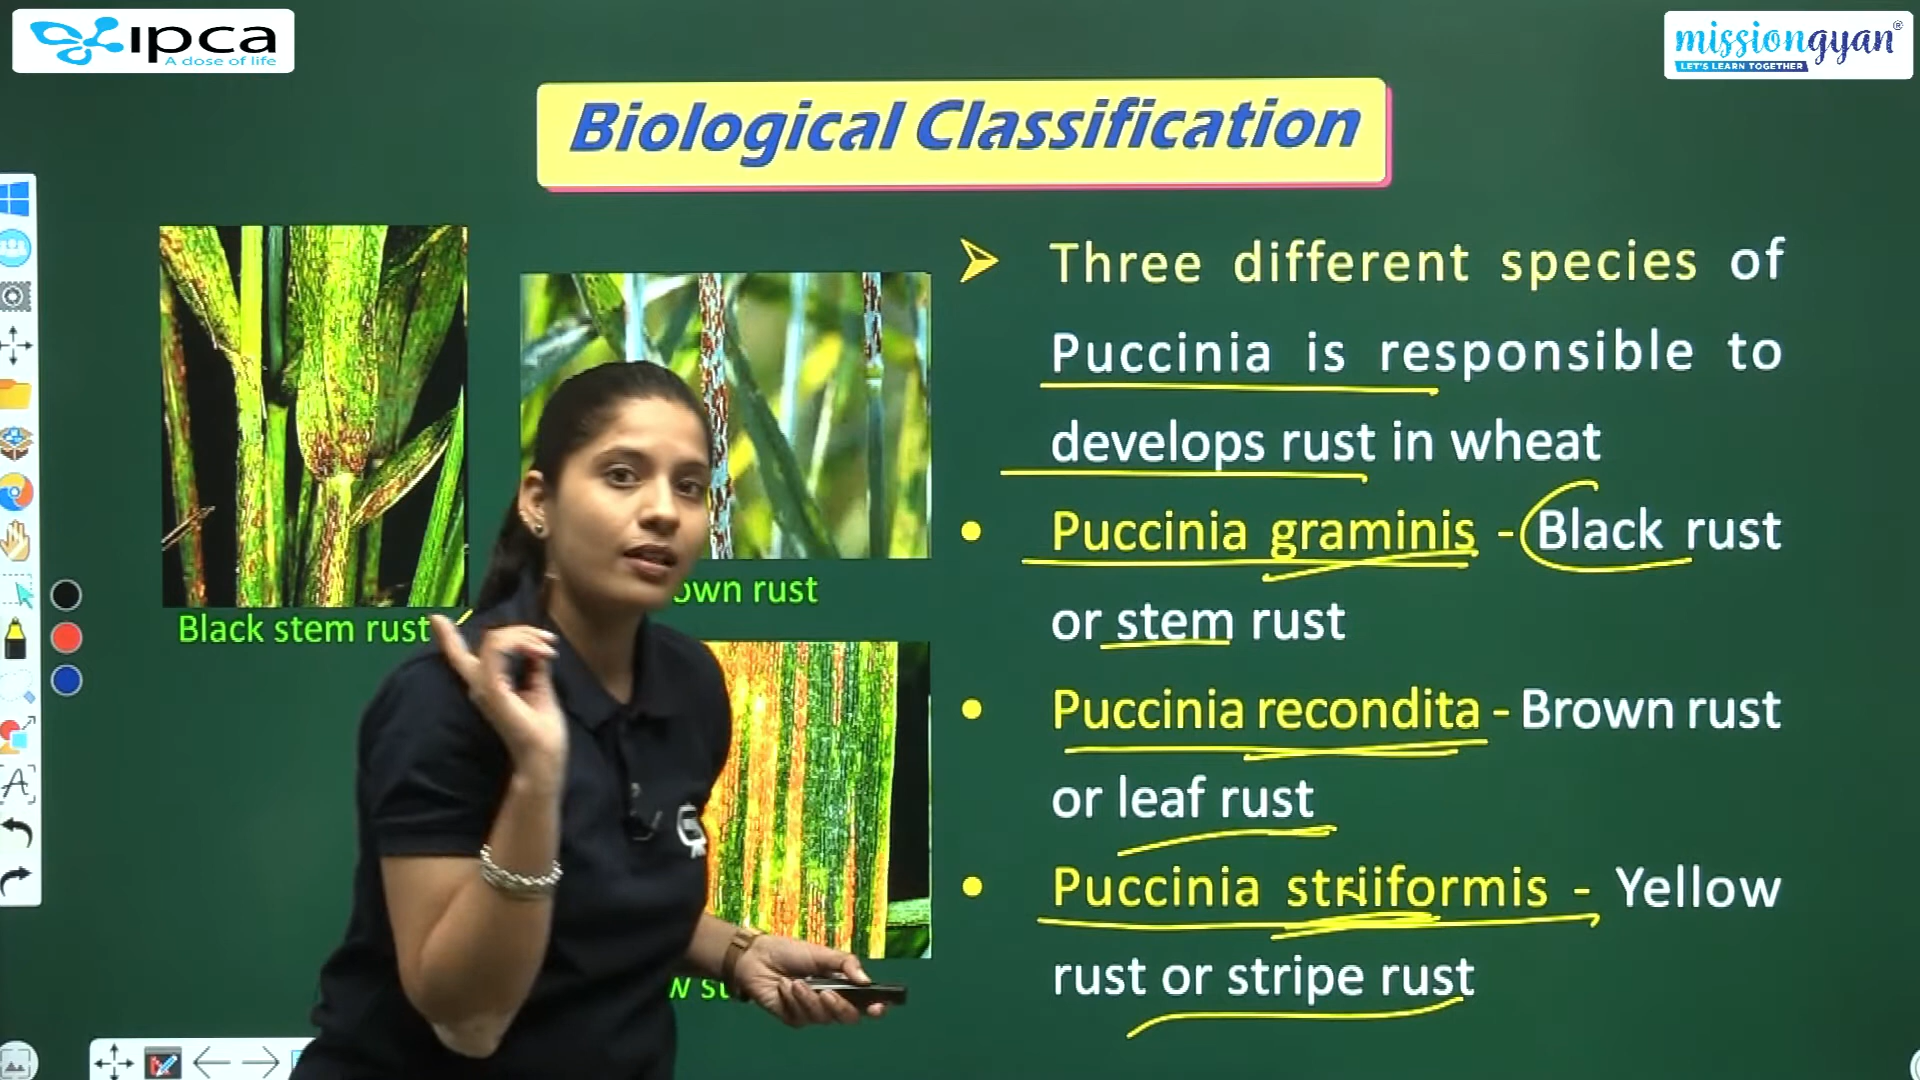 ipca
A dose of life
missiongyan®
LET'S LEARN TOGETHER
Biological Classification
Three different species of
Puccinia is responsible to
develops rust in wheat
Puccinia graminis - Black rust
or stem rust
Puccinia recondita - Brown rust
or leaf rust
Puccinia striiformis - Yellow
rust or stripe rust
Black stem rust
rust